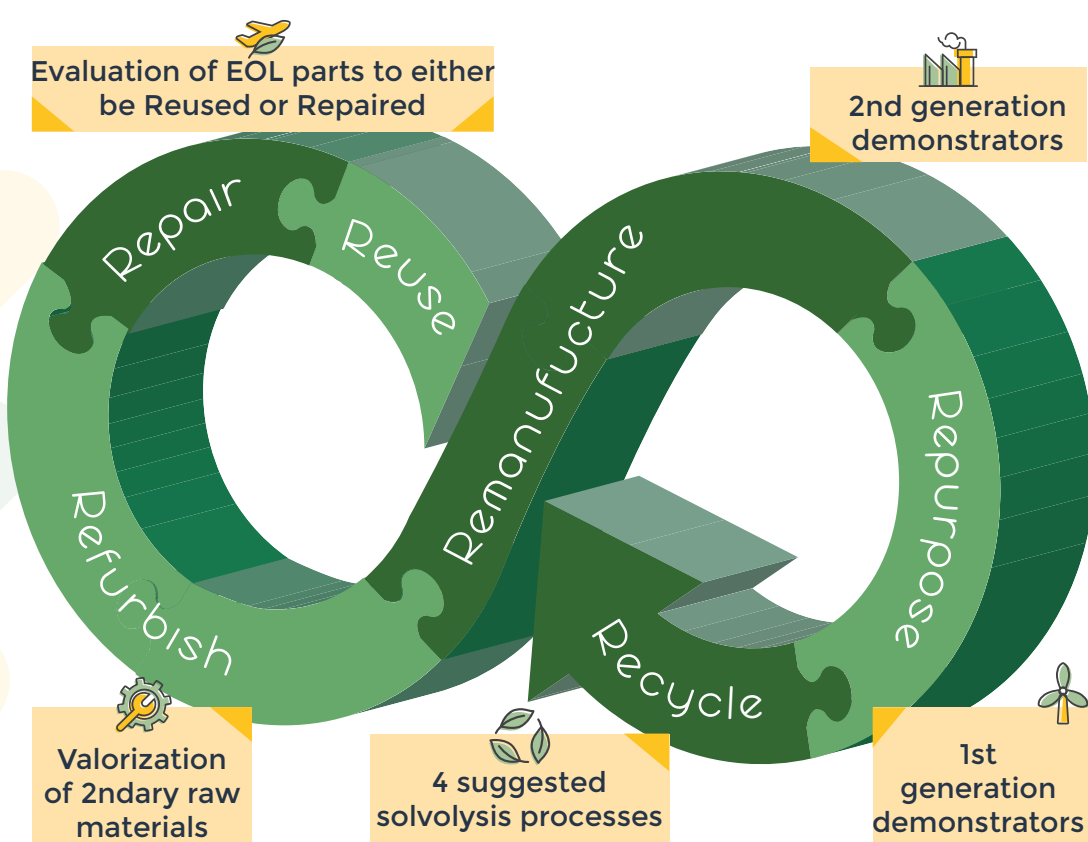 Evaluation of EOL parts to either
be Reused or Repaired
2nd generation
demonstrators
Repair
Reuse
Remanufucture
Repurpose
Refurbish
Recycle
Valorization
of 2ndary raw
materials
4 suggested
solvolysis processes
1st
generation
demonstrators